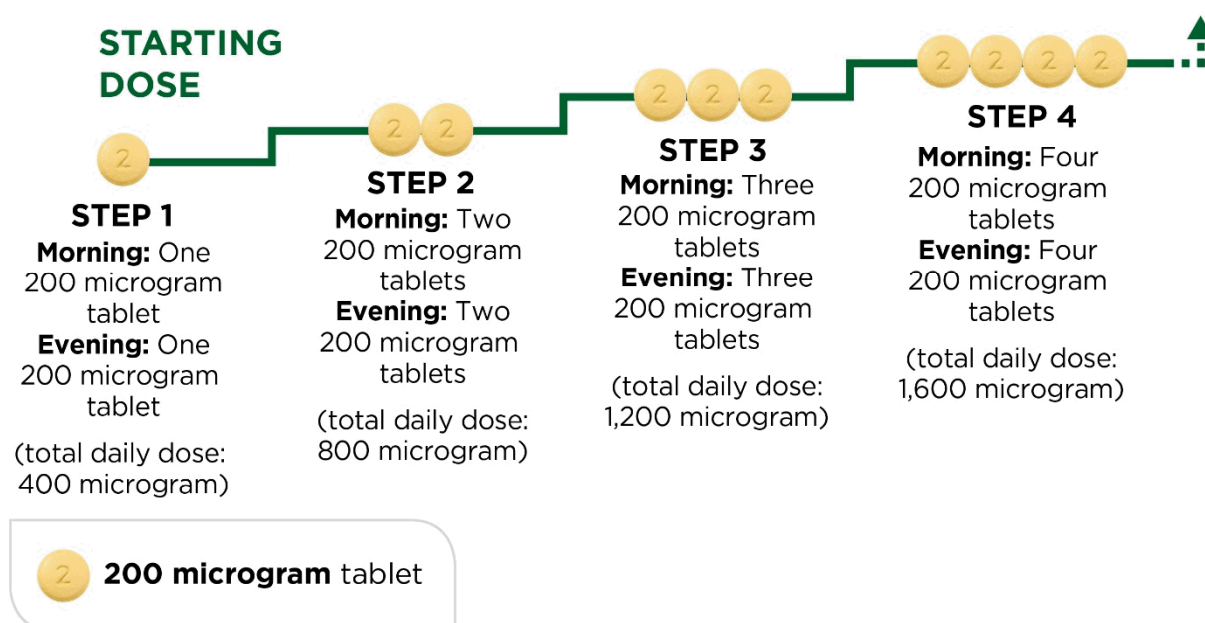 STARTING
DOSE
2
STEP 1
Morning: One
200 microgram
tablet
Evening: One
200 microgram
tablet
(total daily dose:
400 microgram)
2 2
STEP 2
Morning: Two
200 microgram
tablets
Evening: Two
200 microgram
tablets
(total daily dose:
800 microgram)
2 2 2
STEP 3
Morning: Three
200 microgram
tablets
Evening: Three
200 microgram
tablets
(total daily dose:
1,200 microgram)
2 2 2 2
STEP 4
Morning: Four
200 microgram
tablets
Evening: Four
200 microgram
tablets
(total daily dose:
1,600 microgram)
2 200 microgram tablet